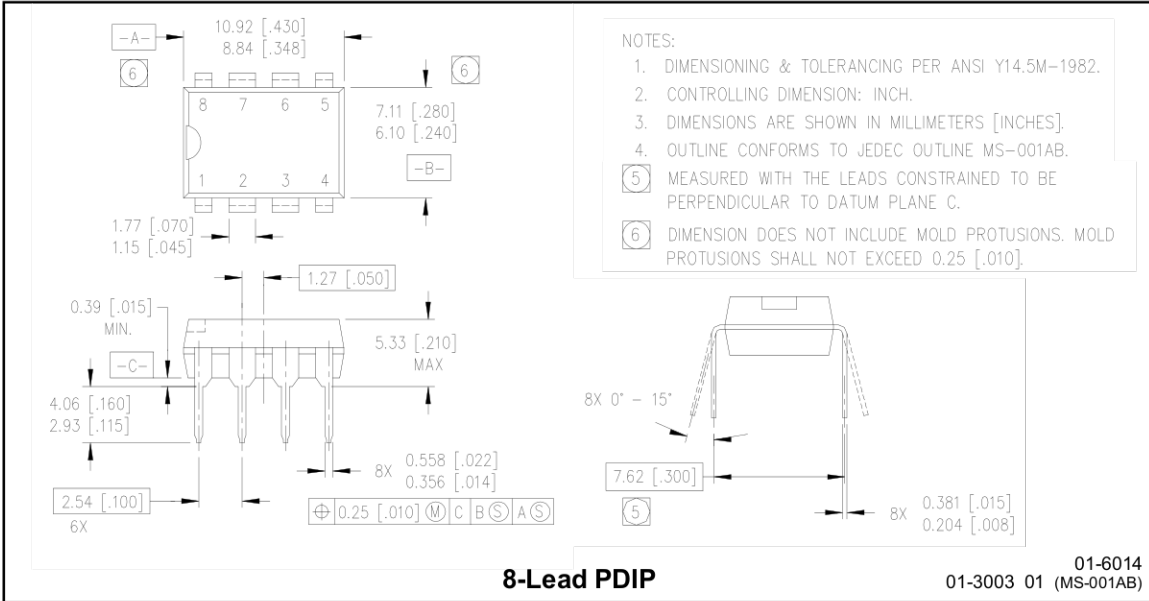 -A-
10.92 [.430]
8.84 [.348]
6
6
8 7 6 5
7.11 [.280]
6.10 [.240]
-B-
1 2 3 4
1.77 [.070]
1.15 [.045]
1.27 [.050]
0.39 [.015]
MIN.
5.33 [.210]
MAX
-C-
4.06 [.160]
2.93 [.115]
8X 0.558 [.022]
0.356 [.014]
2.54 [.100]
6X
⌖ 0.25 [.010] Ⓜ C B Ⓢ A Ⓢ
NOTES:
1. DIMENSIONING & TOLERANCING PER ANSI Y14.5M-1982.
2. CONTROLLING DIMENSION: INCH.
3. DIMENSIONS ARE SHOWN IN MILLIMETERS [INCHES].
4. OUTLINE CONFORMS TO JEDEC OUTLINE MS-001AB.
5 MEASURED WITH THE LEADS CONSTRAINED TO BE
PERPENDICULAR TO DATUM PLANE C.
6 DIMENSION DOES NOT INCLUDE MOLD PROTUSIONS. MOLD
PROTUSIONS SHALL NOT EXCEED 0.25 [.010].
8X 0° - 15°
7.62 [.300]
5
8X 0.381 [.015]
0.204 [.008]
8-Lead PDIP
01-6014
01-3003 01 (MS-001AB)